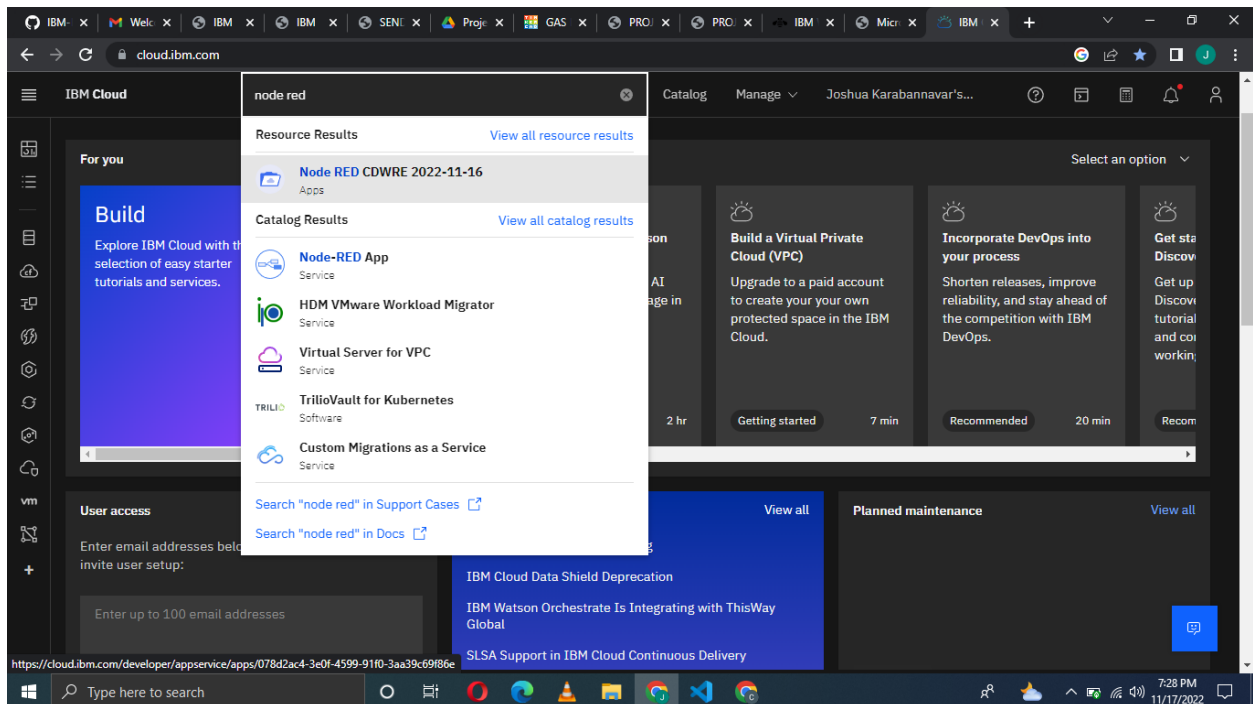 IBM-
Welc
IBM
IBM
SEND
Proje
GAS
PROJ
PROJ
IBM
Micr
IBM
cloud.ibm.com
J
IBM Cloud
node red
Catalog
Manage
Joshua Karabannavar's...
Resource Results
View all resource results
Node RED CDWRE 2022-11-16
Apps
Catalog Results
View all catalog results
Node-RED App
Service
HDM VMware Workload Migrator
Service
Virtual Server for VPC
Service
TRILIO
TrilioVault for Kubernetes
Software
Custom Migrations as a Service
Service
Search "node red" in Support Cases
Search "node red" in Docs
For you
Select an option
Build
Explore IBM Cloud with th
selection of easy starter
tutorials and services.
son
AI
age in
2 hr
Build a Virtual Private
Cloud (VPC)
Upgrade to a paid account
to create your your own
protected space in the IBM
Cloud.
Getting started
7 min
Incorporate DevOps into
your process
Shorten releases, improve
reliability, and stay ahead of
the competition with IBM
DevOps.
Recommended
20 min
Get sta
Discov
Get up
Discove
tutorial
and con
working
Recom
vm
User access
Enter email addresses belo
invite user setup:
Enter up to 100 email addresses
View all
g
IBM Cloud Data Shield Deprecation
IBM Watson Orchestrate Is Integrating with ThisWay
Global
SLSA Support in IBM Cloud Continuous Delivery
Planned maintenance
View all
https://cloud.ibm.com/developer/appservice/apps/078d2ac4-3e0f-4599-91f0-3aa39c69f86e
Type here to search
7:28 PM
11/17/2022